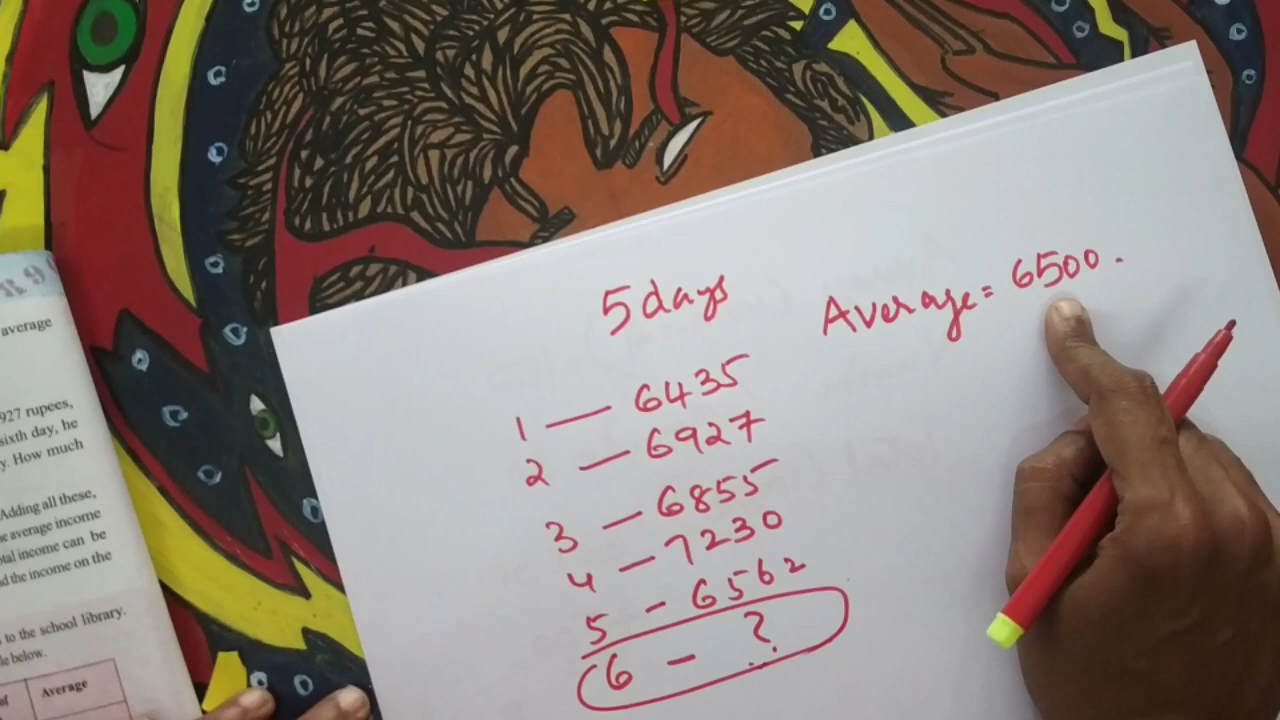 average
927 rupees,
sixth day, he
y. How much
Adding all these,
average income
income can be
the income on the
to the school library.
below.
of Average
5 days
Average = 6500.
1 — 6435
2 — 6927
3 — 6855
4 — 7230
5 - 6562
6 - ?